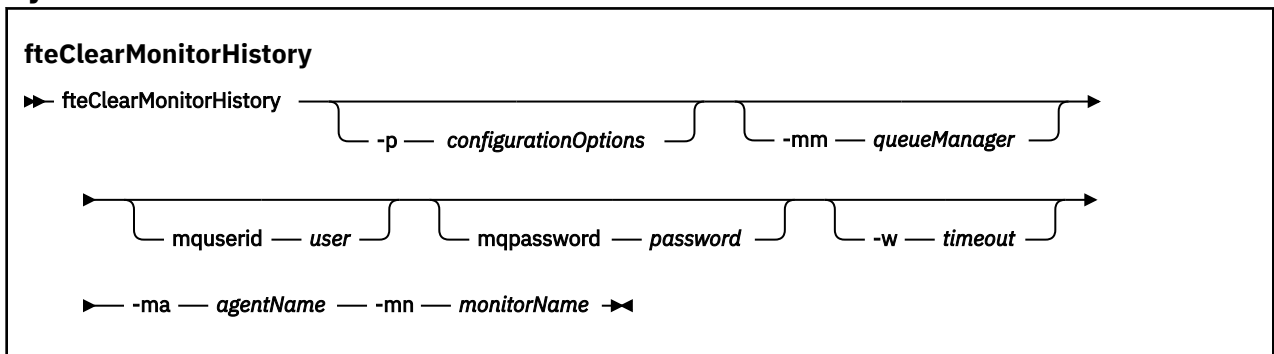 fteClearMonitorHistory
fteClearMonitorHistory
-p configurationOptions -mm queueManager
mquserid user mqpassword password -w timeout
-ma agentName -mn monitorName